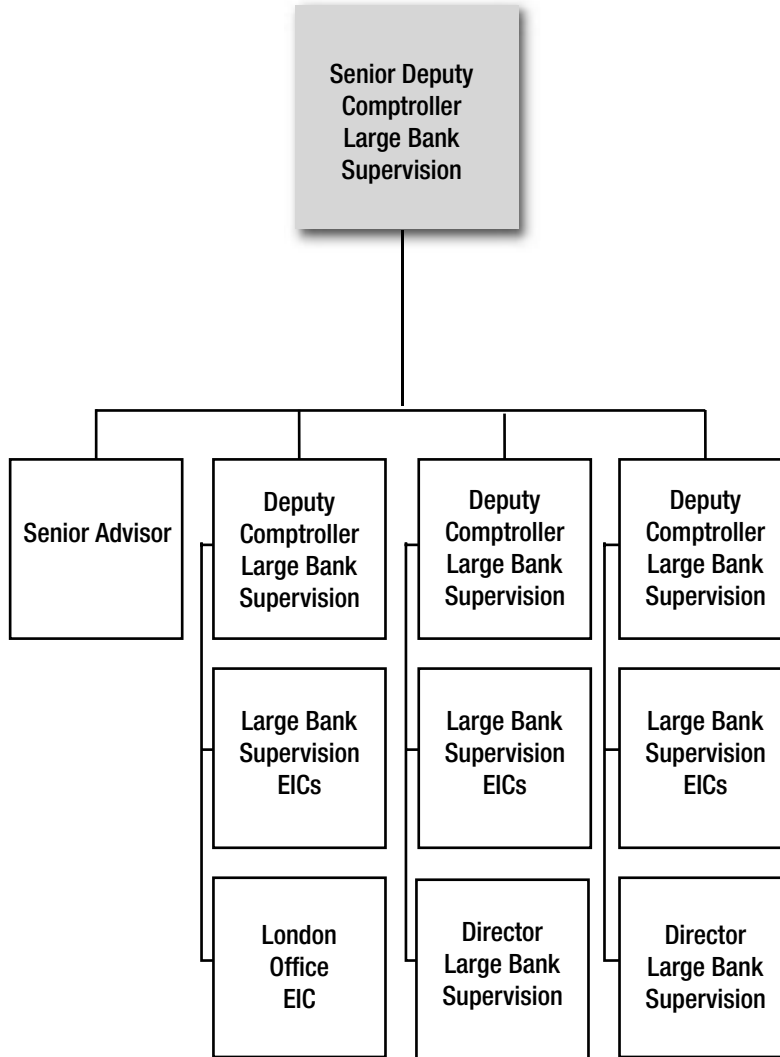 Senior Deputy
Comptroller
Large Bank
Supervision
Senior Advisor
Deputy
Comptroller
Large Bank
Supervision
Deputy
Comptroller
Large Bank
Supervision
Deputy
Comptroller
Large Bank
Supervision
Large Bank
Supervision
EICs
Large Bank
Supervision
EICs
Large Bank
Supervision
EICs
London
Office
EIC
Director
Large Bank
Supervision
Director
Large Bank
Supervision